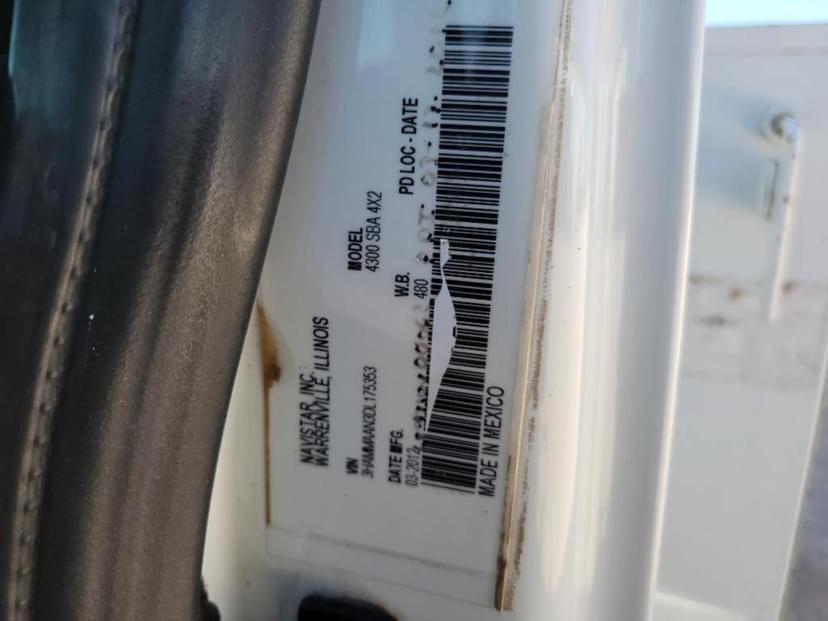 NAVISTAR, INC.
WARRENVILLE, ILLINOIS
VIN
3HAMMAAN3DL175353
MODEL
4300 SBA 4X2
DATE MFG.
03-2012
W.B.
480
PD LOC - DATE
MADE IN MEXICO